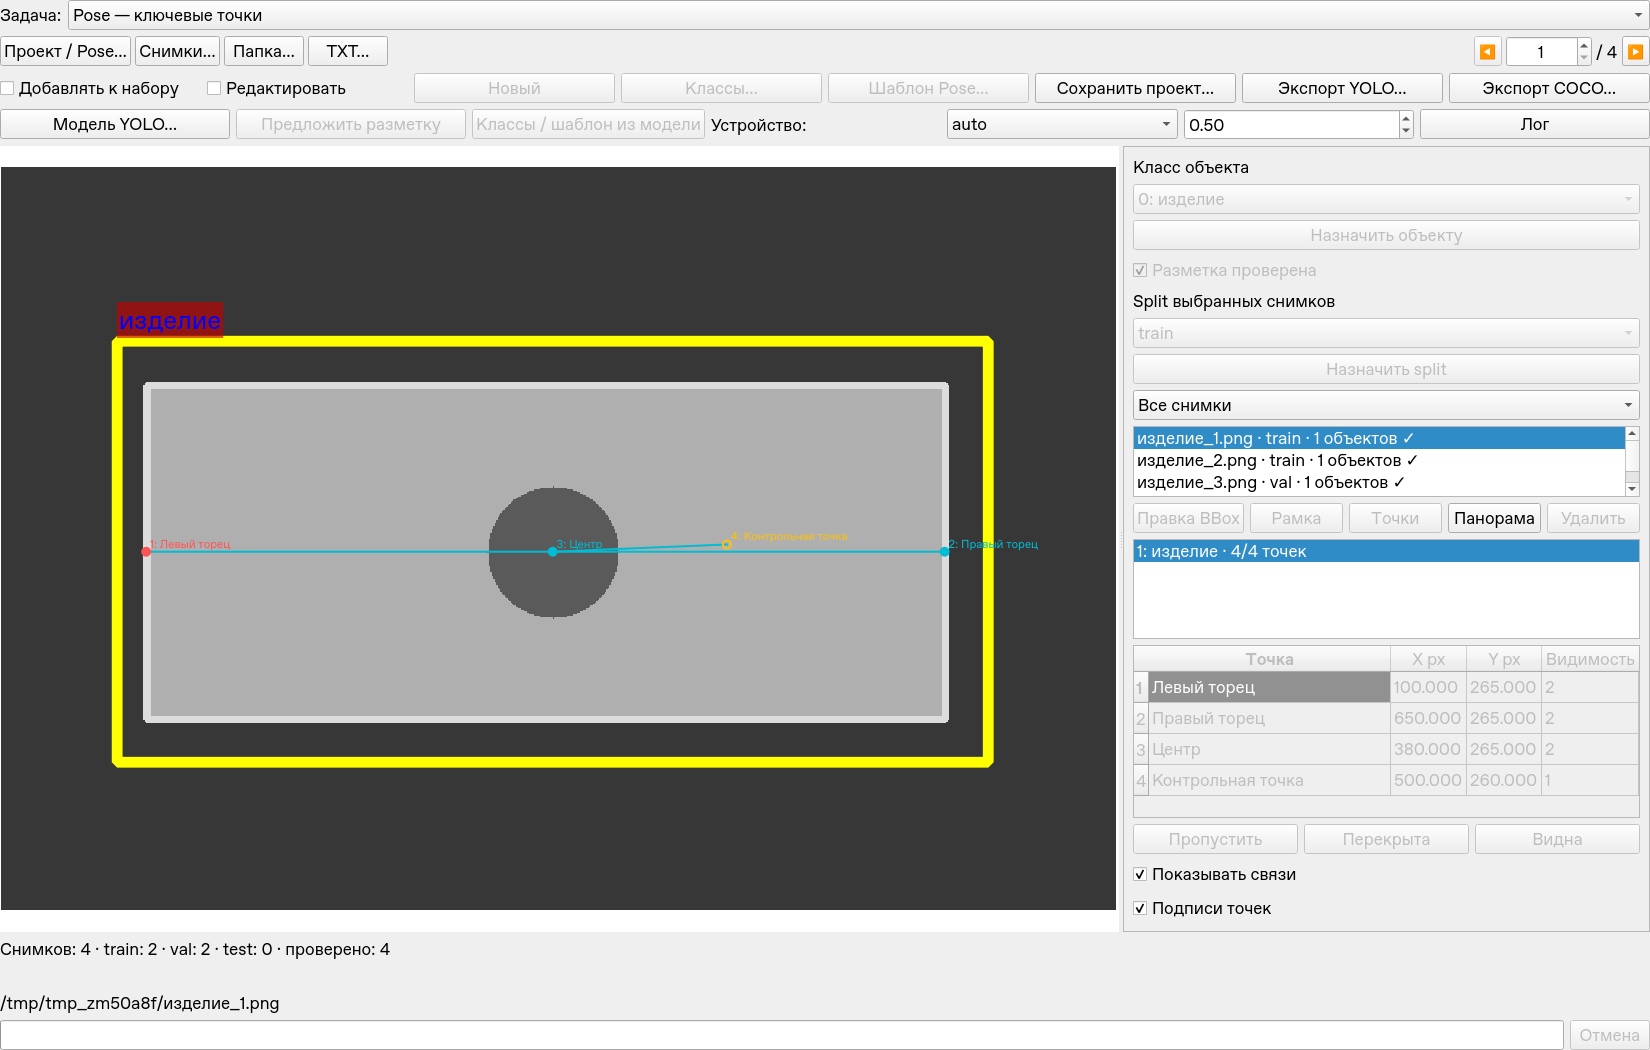 Задача: Pose — ключевые точки
Проект / Pose... Снимки... Папка... TXT... 1 / 4
Добавлять к набору Редактировать Новый Классы... Шаблон Pose... Сохранить проект... Экспорт YOLO... Экспорт COCO...
Модель YOLO... Предложить разметку Классы / шаблон из модели Устройство: auto 0.50 Лог
изделие
1: Левый торец
3: Центр
4: Контрольная точка
2: Правый торец
Класс объекта
0: изделие
Назначить объекту
Разметка проверена
Split выбранных снимков
train
Назначить split
Все снимки
изделие_1.png · train · 1 объектов ✓
изделие_2.png · train · 1 объектов ✓
изделие_3.png · val · 1 объектов ✓
Правка BBox Рамка Точки Панорама Удалить
1: изделие · 4/4 точек
Точка X px Y px Видимость
1 Левый торец 100.000 265.000 2
2 Правый торец 650.000 265.000 2
3 Центр 380.000 265.000 2
4 Контрольная точка 500.000 260.000 1
Пропустить Перекрыта Видна
Показывать связи
Подписи точек
Снимков: 4 · train: 2 · val: 2 · test: 0 · проверено: 4
/tmp/tmp_zm50a8f/изделие_1.png
Отмена